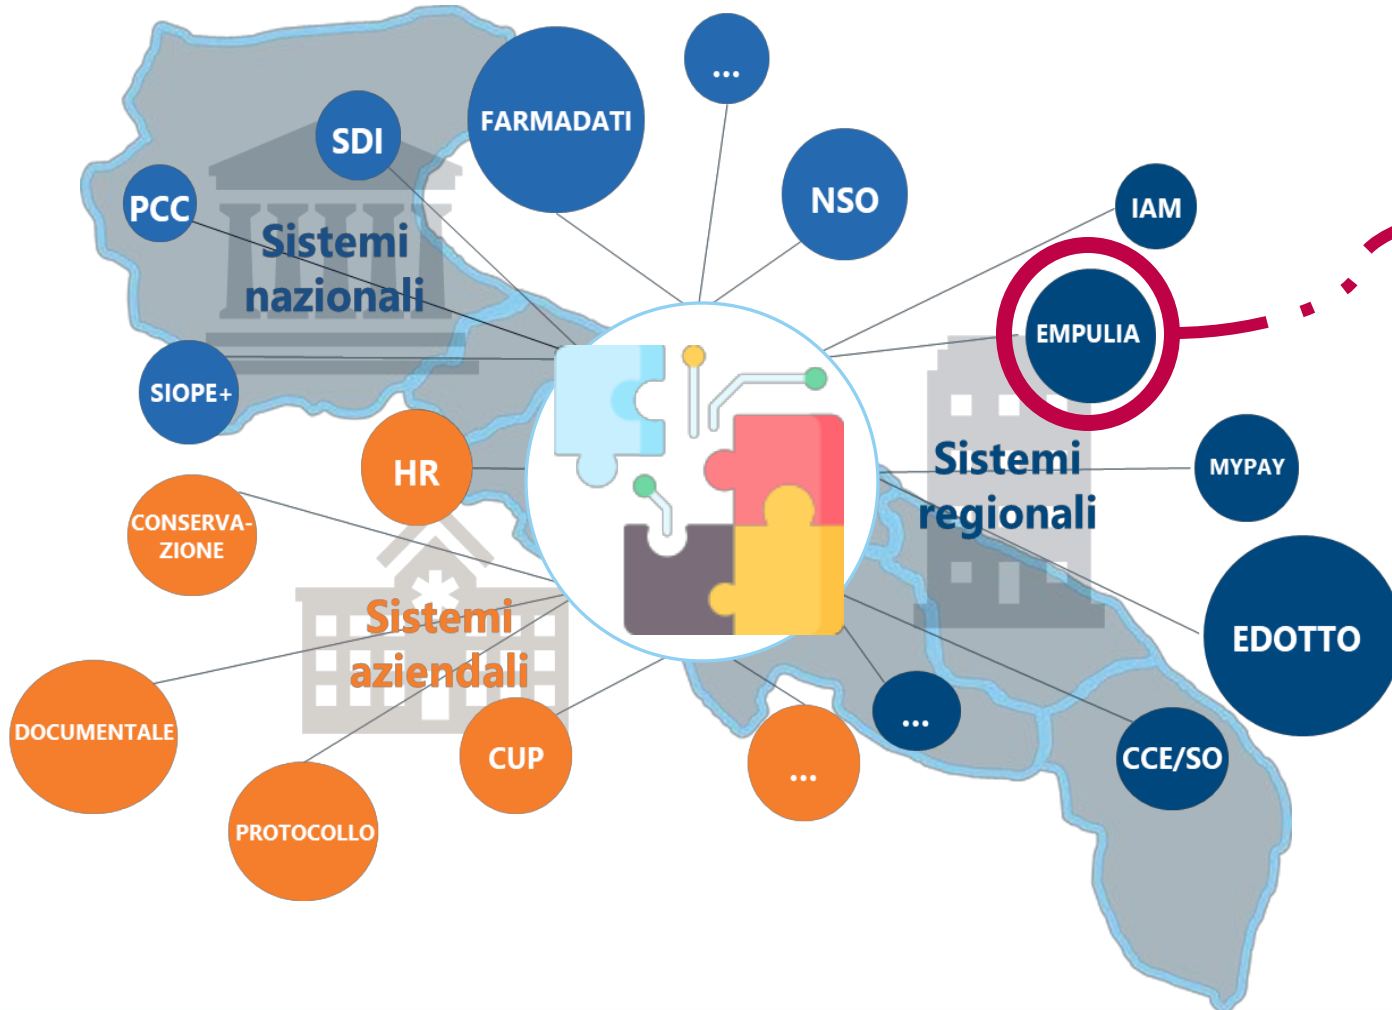 ...
FARMADATI
SDI
NSO
PCC
IAM
Sistemi
nazionali
EMPULIA
SIOPE+
HR
Sistemi
regionali
MYPAY
CONSERVA-
ZIONE
Sistemi
aziendali
EDOTTO
DOCUMENTALE
...
CUP
...
CCE/SO
PROTOCOLLO